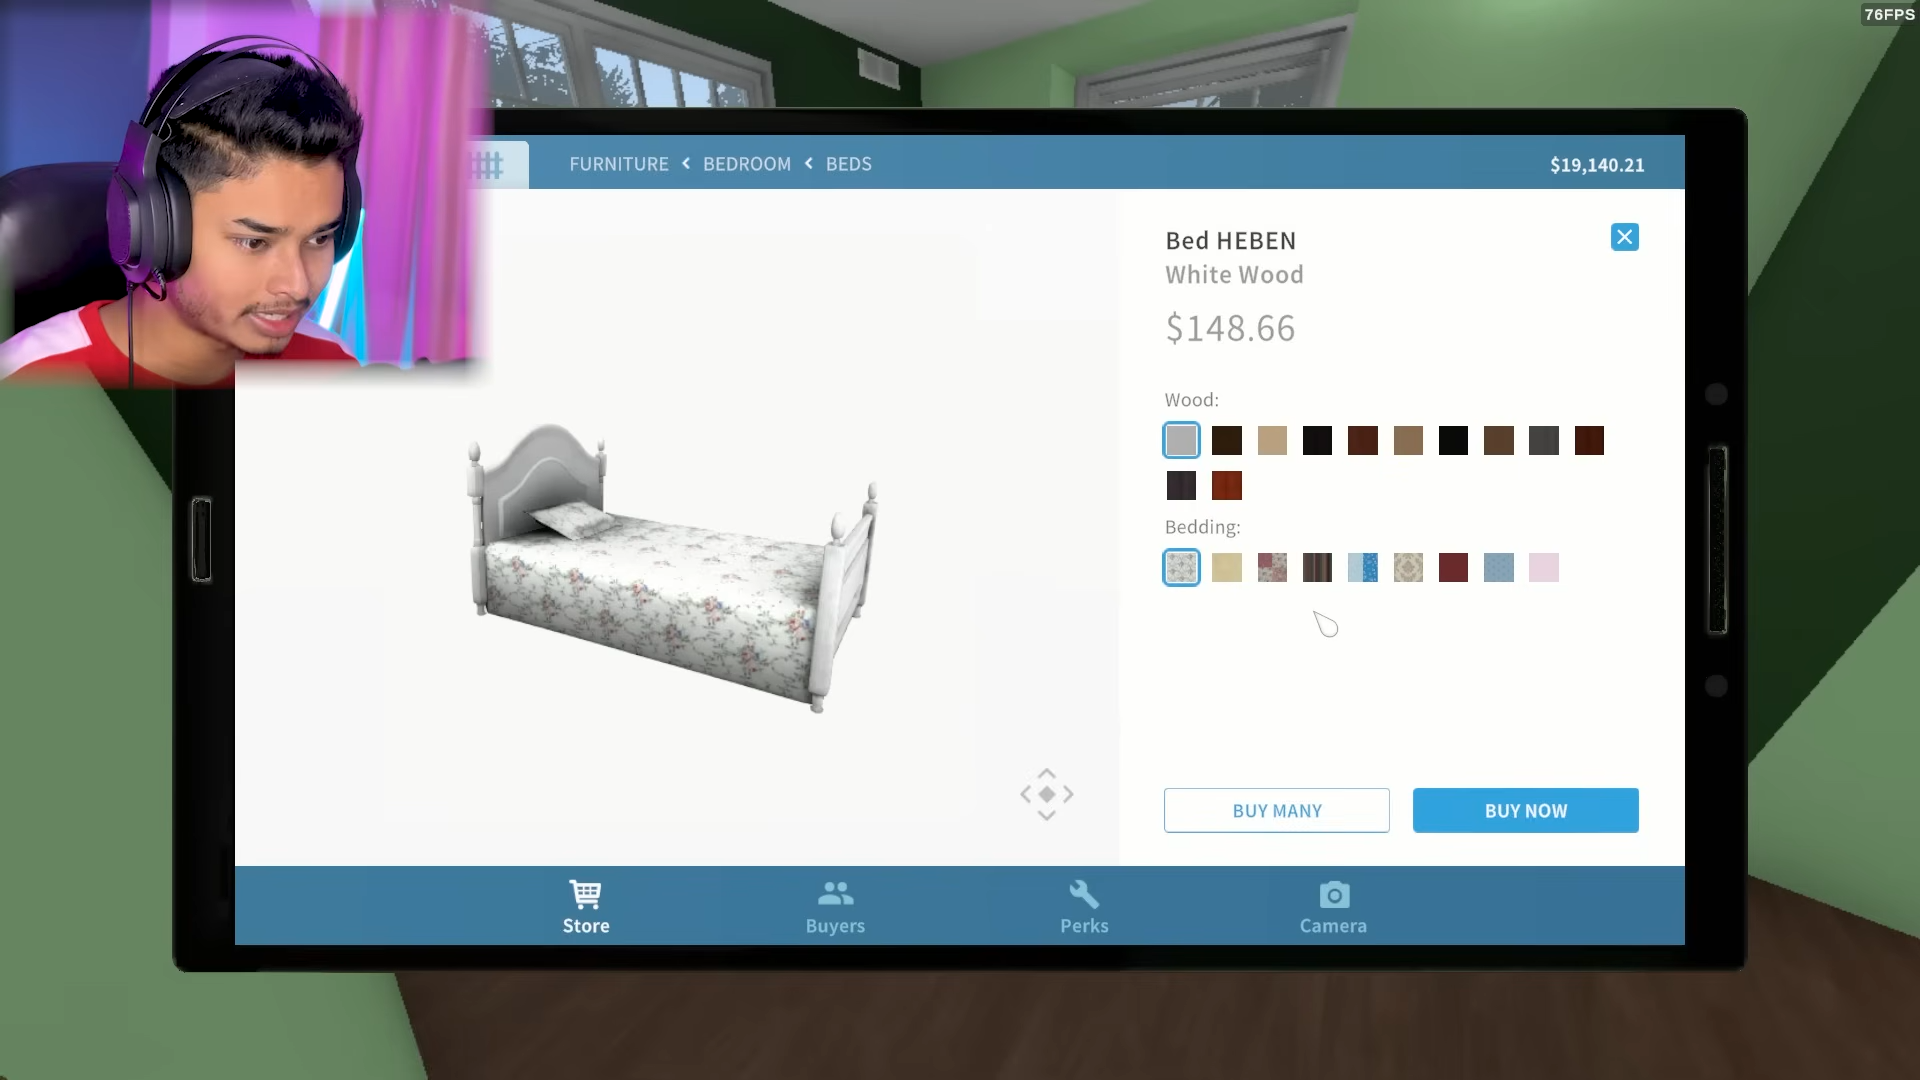 76FPS
FURNITURE < BEDROOM < BEDS
$19,140.21
Bed HEBEN
White Wood
$148.66
Wood:
Bedding:
BUY MANY
BUY NOW
Store
Buyers
Perks
Camera